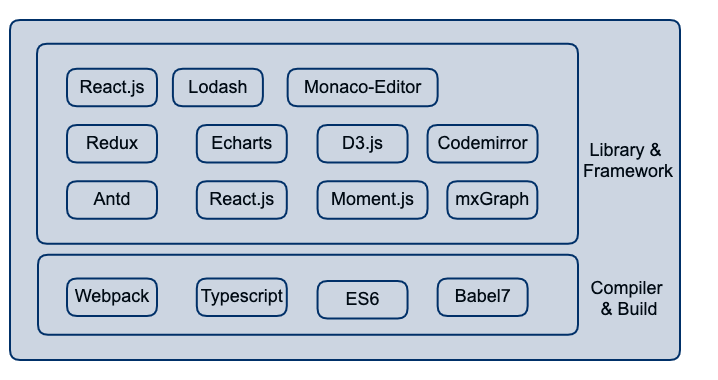 React.js
Lodash
Monaco-Editor
Redux
Echarts
D3.js
Codemirror
Antd
React.js
Moment.js
mxGraph
Library &
Framework
Webpack
Typescript
ES6
Babel7
Compiler
& Build